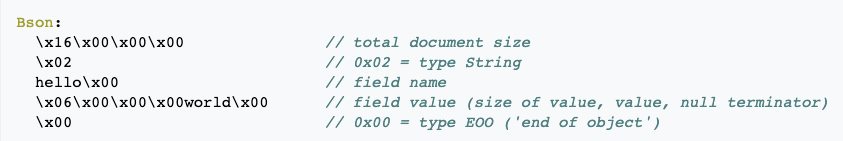 Bson:
\x16\x00\x00\x00 // total document size
\x02 // 0x02 = type String
hello\x00 // field name
\x06\x00\x00\x00world\x00 // field value (size of value, value, null terminator)
\x00 // 0x00 = type EOO ('end of object')